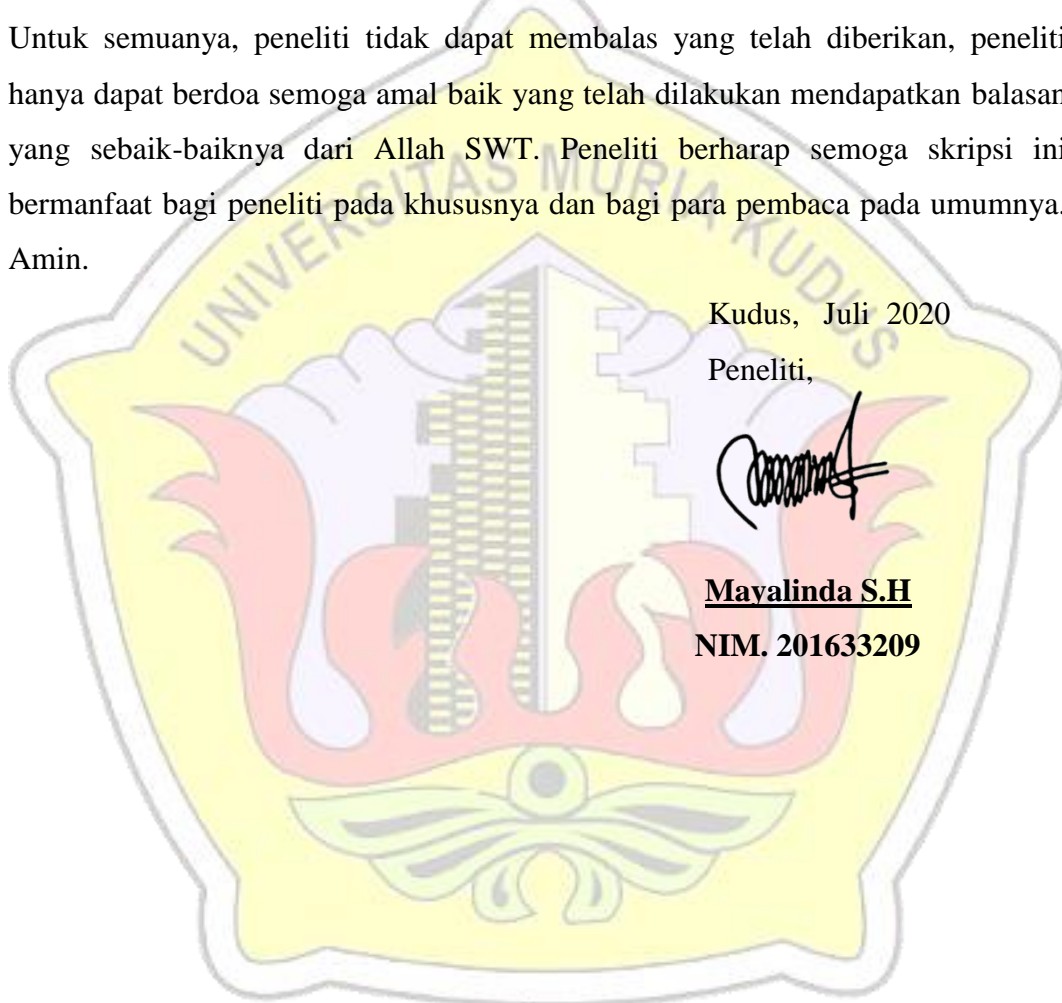 Untuk semuanya, peneliti tidak dapat membalas yang telah diberikan, peneliti
hanya dapat berdoa semoga amal baik yang telah dilakukan mendapatkan balasan
yang sebaik-baiknya dari Allah SWT. Peneliti berharap semoga skripsi ini
bermanfaat bagi peneliti pada khususnya dan bagi para pembaca pada umumnya.
Amin.
UNIVERSITAS MURIA KUDUS
Kudus, Juli 2020
Peneliti,
Mayalinda S.H
NIM. 201633209